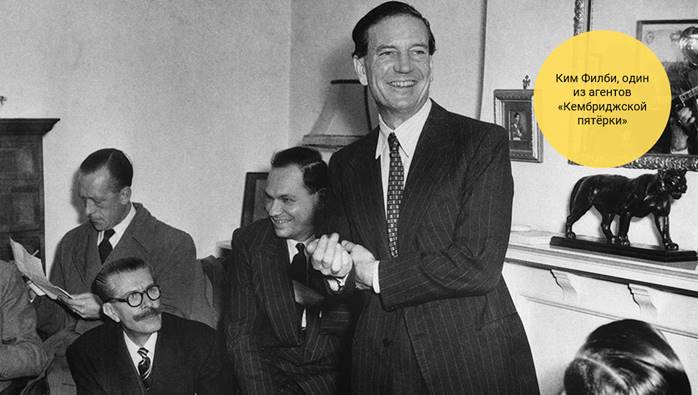 Ким Филби, один
из агентов
«Кембриджской
пятёрки»